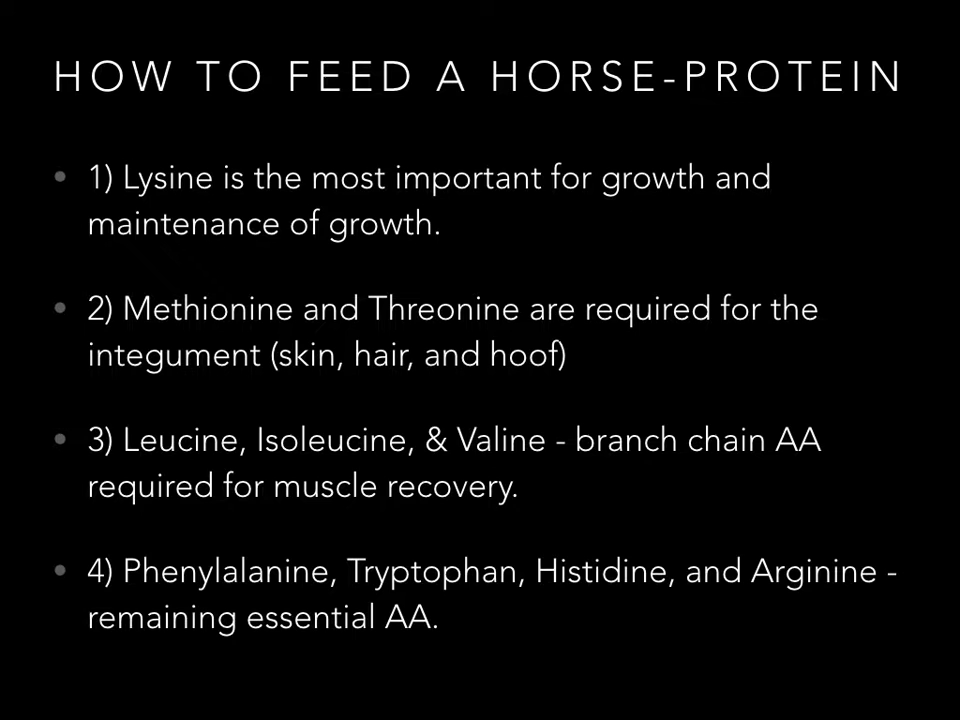 HOW TO FEED A HORSE-PROTEIN
• 1) Lysine is the most important for growth and
maintenance of growth.
• 2) Methionine and Threonine are required for the
integument (skin, hair, and hoof)
• 3) Leucine, Isoleucine, & Valine - branch chain AA
required for muscle recovery.
• 4) Phenylalanine, Tryptophan, Histidine, and Arginine -
remaining essential AA.